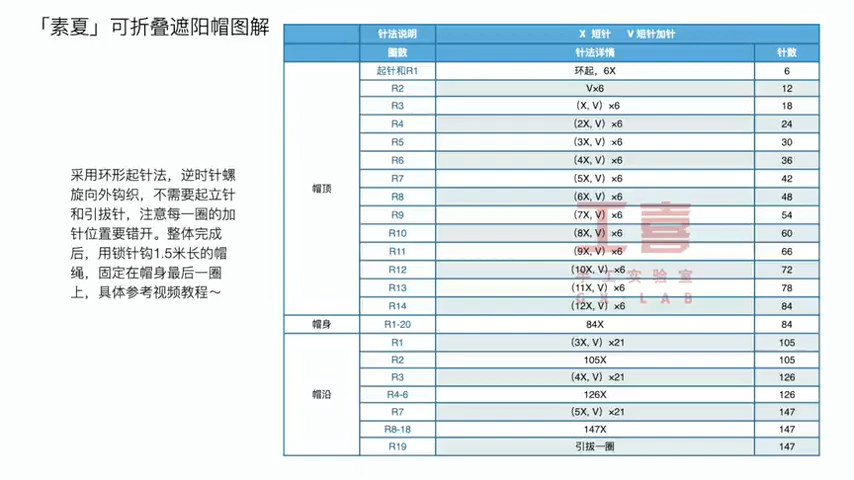 「素夏」可折叠遮阳帽图解
采用环形起针法，逆时针螺
旋向外钩织，不需要起立针
和引拔针，注意每一圈的加
针位置要错开。整体完成
后，用锁针钩1.5米长的帽
绳，固定在帽身最后一圈
上，具体参考视频教程～
针法说明 X 短针 V 短针加针
圈数 针法详情 针数
帽顶
起针和R1 环起，6X 6
R2 V×6 12
R3 （X, V）×6 18
R4 （2X, V）×6 24
R5 （3X, V）×6 30
R6 （4X, V）×6 36
R7 （5X, V）×6 42
R8 （6X, V）×6 48
R9 （7X, V）×6 54
R10 （8X, V）×6 60
R11 （9X, V）×6 66
R12 （10X, V）×6 72
R13 （11X, V）×6 78
R14 （12X, V）×6 84
帽身 R1-20 84X 84
帽沿
R1 （3X, V）×21 105
R2 105X 105
R3 （4X, V）×21 126
R4-6 126X 126
R7 （5X, V）×21 147
R8-18 147X 147
R19 引拔一圈 147
工喜
手工实验室
GX·LAB